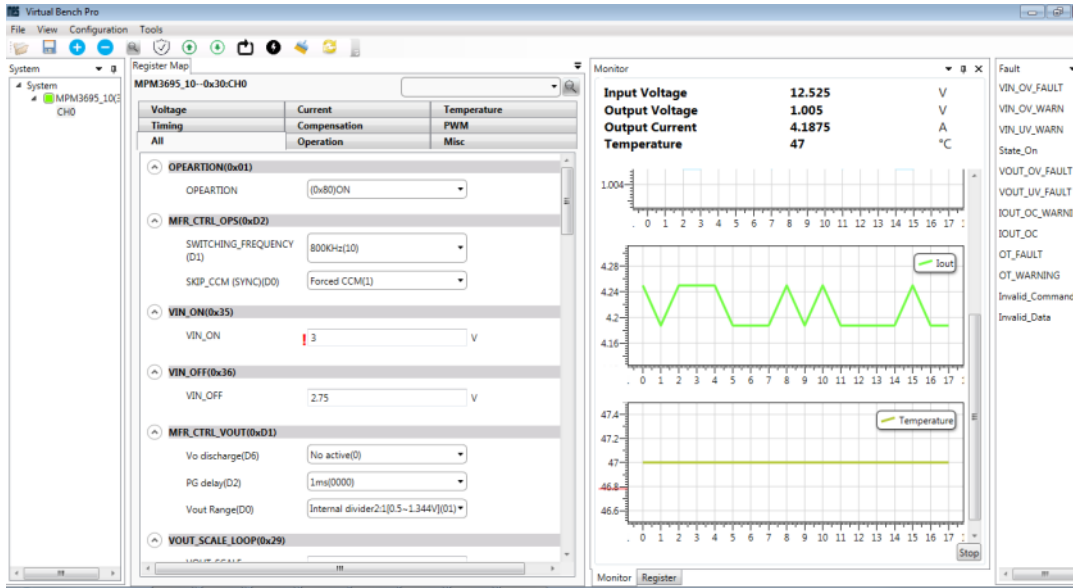 Virtual Bench Pro
File View Configuration Tools
System
System
MPM3695_10(3
CH0
Register Map
MPM3695_10--0x30:CH0
Voltage Current Temperature
Timing Compensation PWM
All Operation Misc
OPEARTION(0x01)
OPEARTION (0x80)ON
MFR_CTRL_OPS(0xD2)
SWITCHING_FREQUENCY
(D1) 800KHz(10)
SKIP_CCM (SYNC)(D0) Forced CCM(1)
VIN_ON(0x35)
VIN_ON ! 3 V
VIN_OFF(0x36)
VIN_OFF 2.75 V
MFR_CTRL_VOUT(0xD1)
Vo discharge(D6) No active(0)
PG delay(D2) 1ms(0000)
Vout Range(D0) Internal divider2:1[0.5~1.344V](01)
VOUT_SCALE_LOOP(0x29)
Monitor
Input Voltage 12.525 V
Output Voltage 1.005 V
Output Current 4.1875 A
Temperature 47 °C
1.004
. 0 1 2 3 4 5 6 7 8 9 10 11 12 13 14 15 16 17
Iout
4.28
4.24
4.2
4.16
. 0 1 2 3 4 5 6 7 8 9 10 11 12 13 14 15 16 17
Temperature
47.4
47.2
47
46.8
46.6
. 0 1 2 3 4 5 6 7 8 9 10 11 12 13 14 15 16 17
Stop
Monitor Register
Fault
VIN_OV_FAULT
VIN_OV_WARN
VIN_UV_WARN
State_On
VOUT_OV_FAULT
VOUT_UV_FAULT
IOUT_OC_WARNI
IOUT_OC
OT_FAULT
OT_WARNING
Invalid_Command
Invalid_Data